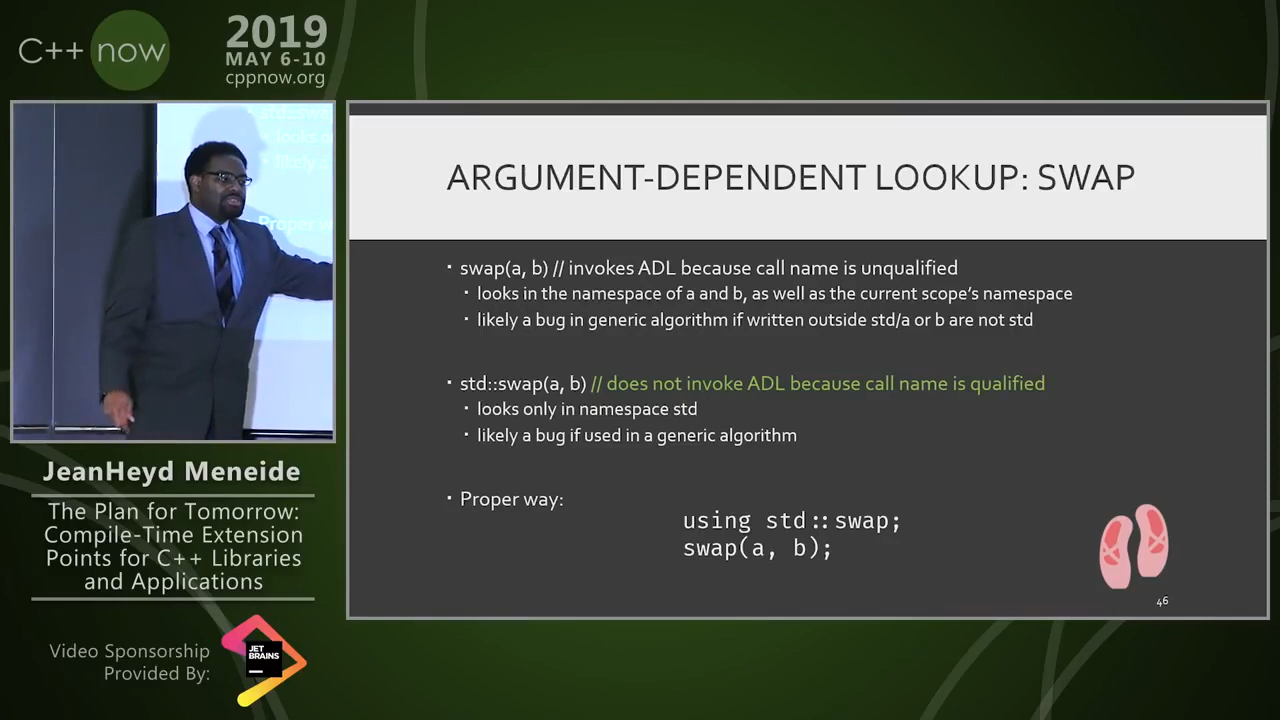 C++ now
2019
MAY 6-10
cppnow.org
std::swa
looks o
likely a
Proper w
JeanHeyd Meneide
The Plan for Tomorrow:
Compile-Time Extension
Points for C++ Libraries
and Applications
Video Sponsorship
Provided By:
JET
BRAINS
ARGUMENT-DEPENDENT LOOKUP: SWAP
▪ swap(a, b) // invokes ADL because call name is unqualified
▪ looks in the namespace of a and b, as well as the current scope's namespace
▪ likely a bug in generic algorithm if written outside std/a or b are not std
▪ std::swap(a, b) // does not invoke ADL because call name is qualified
▪ looks only in namespace std
▪ likely a bug if used in a generic algorithm
▪ Proper way:
using std::swap;
swap(a, b);
46